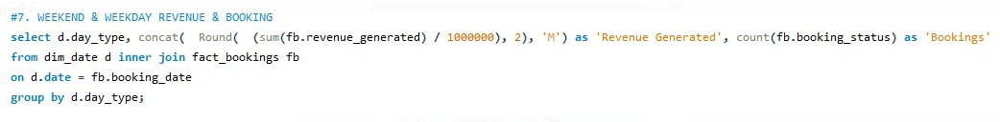 #7. WEEKEND & WEEKDAY REVENUE & BOOKING
select d.day_type, concat( Round( (sum(fb.revenue_generated) / 1000000), 2), 'M') as 'Revenue Generated', count(fb.booking_status) as 'Bookings'
from dim_date d inner join fact_bookings fb
on d.date = fb.booking_date
group by d.day_type;